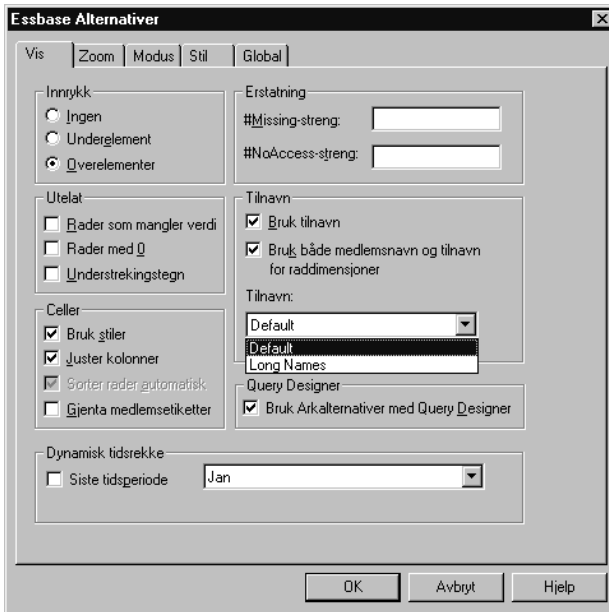 Essbase Alternativer
Vis
Zoom
Modus
Stil
Global
Innrykk
Ingen
Underelement
Overelementer
Erstatning
#Missing-streng:
#NoAccess-streng:
Utelat
Rader som mangler verdi
Rader med 0
Understrekingstegn
Tilnavn
Bruk tilnavn
Bruk både medlemsnavn og tilnavn
for raddimensjoner
Tilnavn:
Default
Default
Long Names
Celler
Bruk stiler
Juster kolonner
Sorter rader automatisk
Gjenta medlemsetiketter
Query Designer
Bruk Arkalternativer med Query Designer
Dynamisk tidsrekke
Siste tidsperiode
Jan
OK
Avbryt
Hjelp